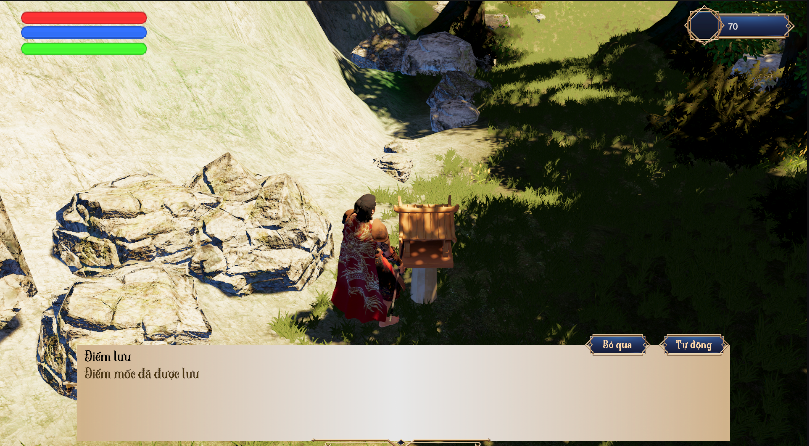 70
Bỏ qua
Tự động
Điểm lưu
Điểm mốc đã được lưu